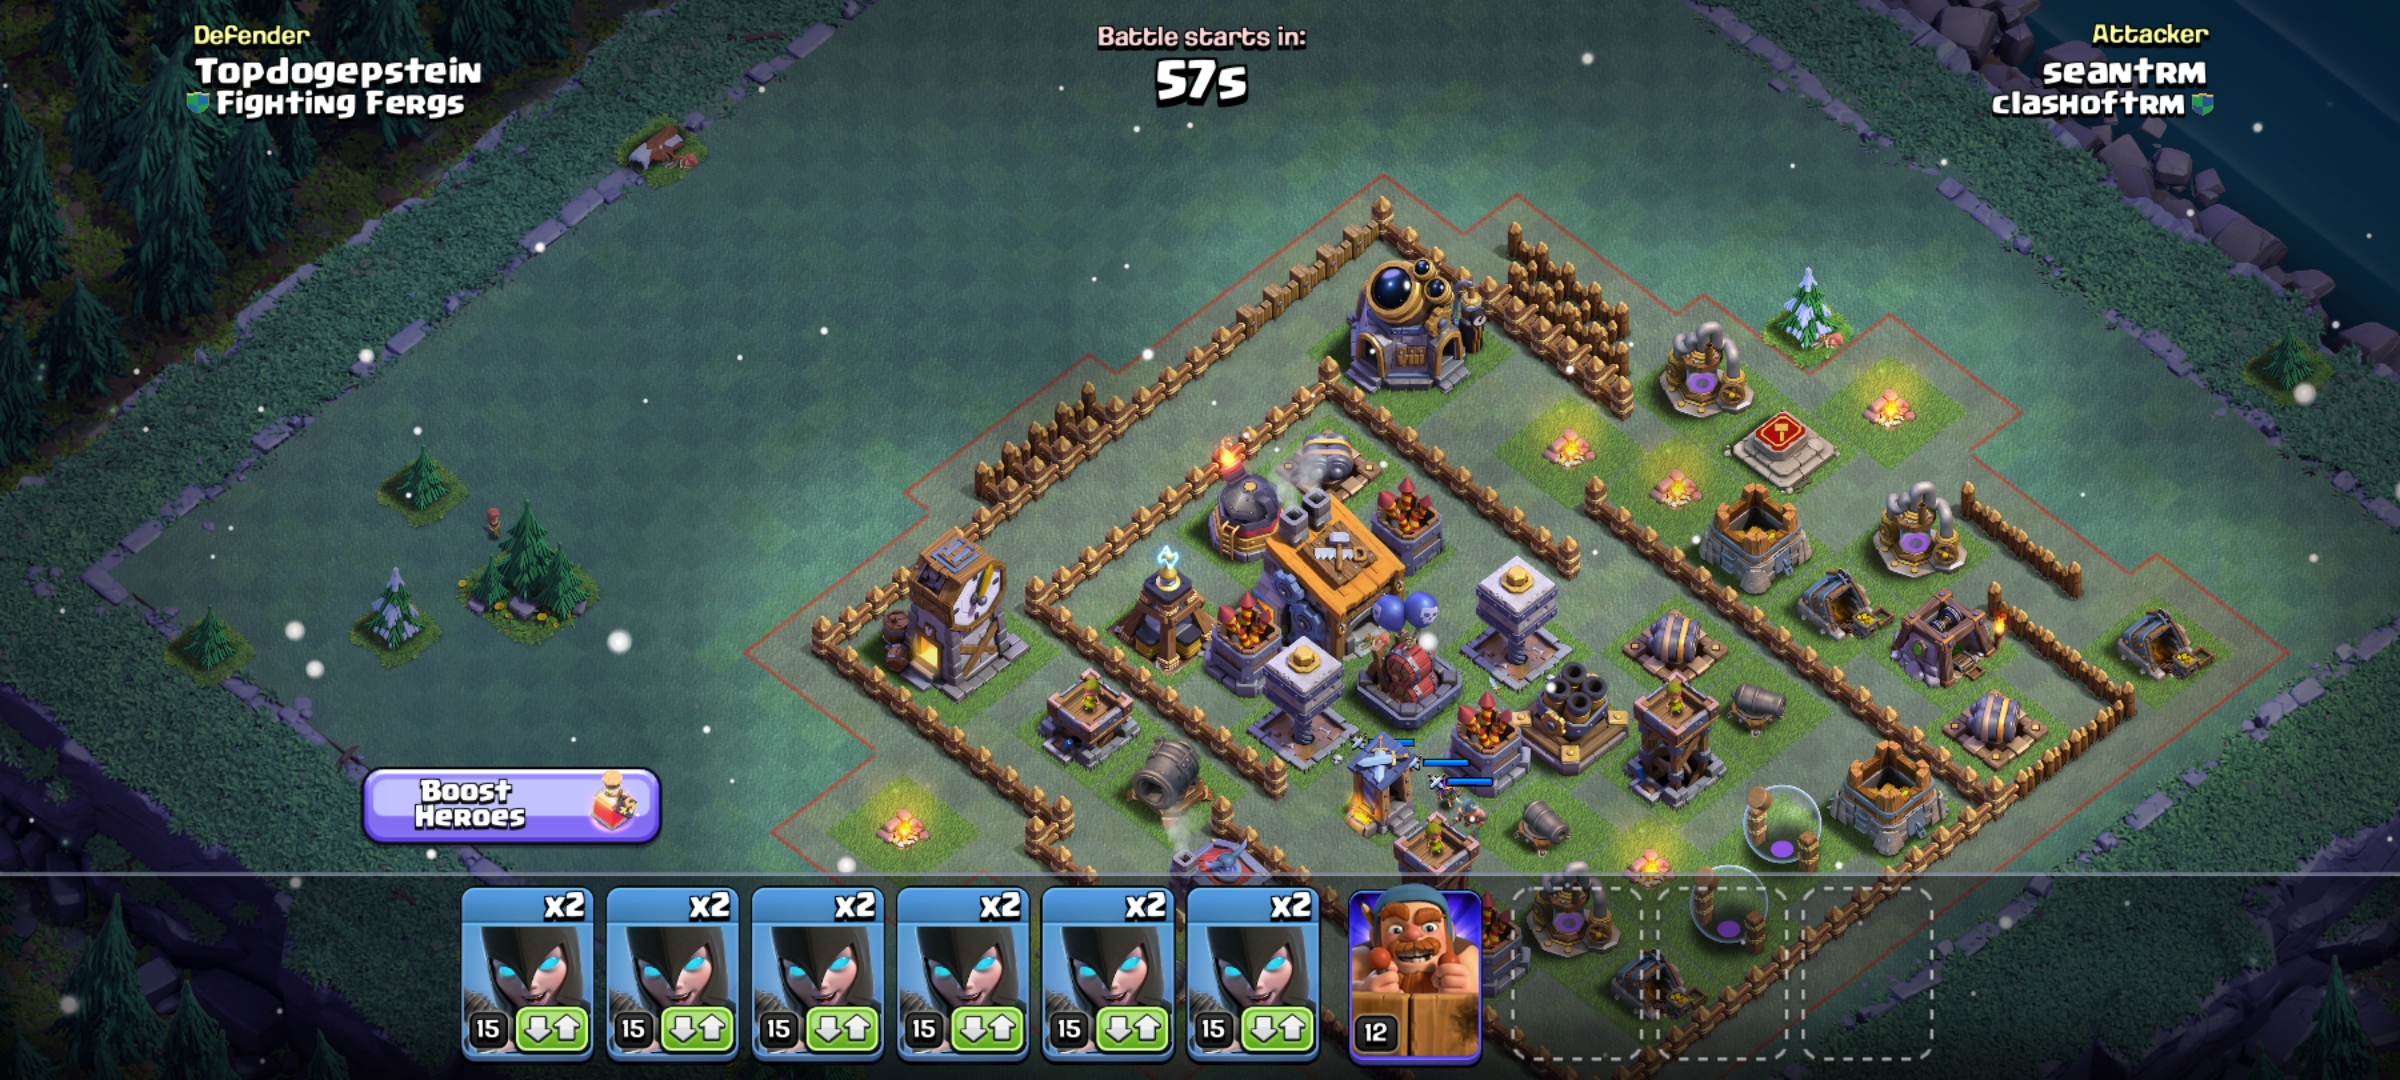 Defender
Topdogepstein
Fighting Fergs
Battle starts in:
57s
Attacker
seantrm
clashoftrm
VIII
Boost
Heroes
x2
x2
x2
x2
x2
x2
15
15
15
15
15
15
12